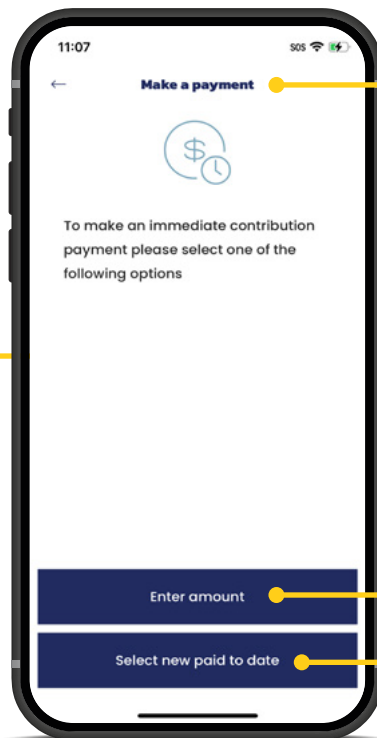 11:07 SOS
Make a payment
To make an immediate contribution
payment please select one of the
following options
Enter amount
Select new paid to date